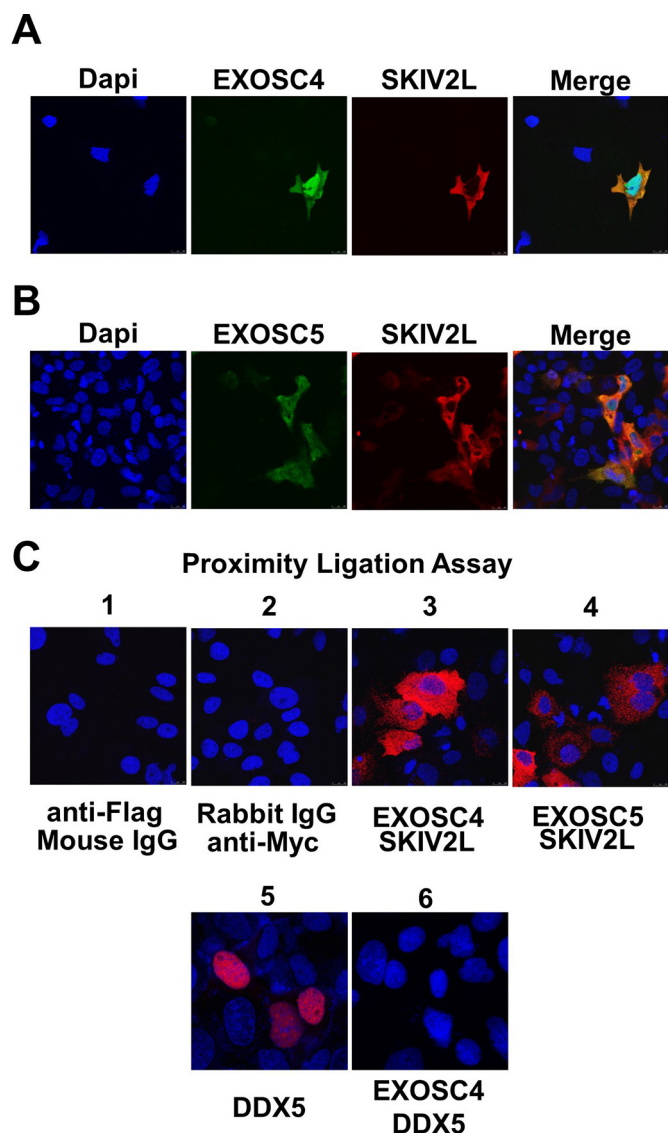 A
Dapi EXOSC4 SKIV2L Merge
B
Dapi EXOSC5 SKIV2L Merge
C
Proximity Ligation Assay
1 2 3 4
anti-Flag Rabbit IgG EXOSC4 EXOSC5
Mouse IgG anti-Myc SKIV2L SKIV2L
5 6
DDX5 EXOSC4
DDX5